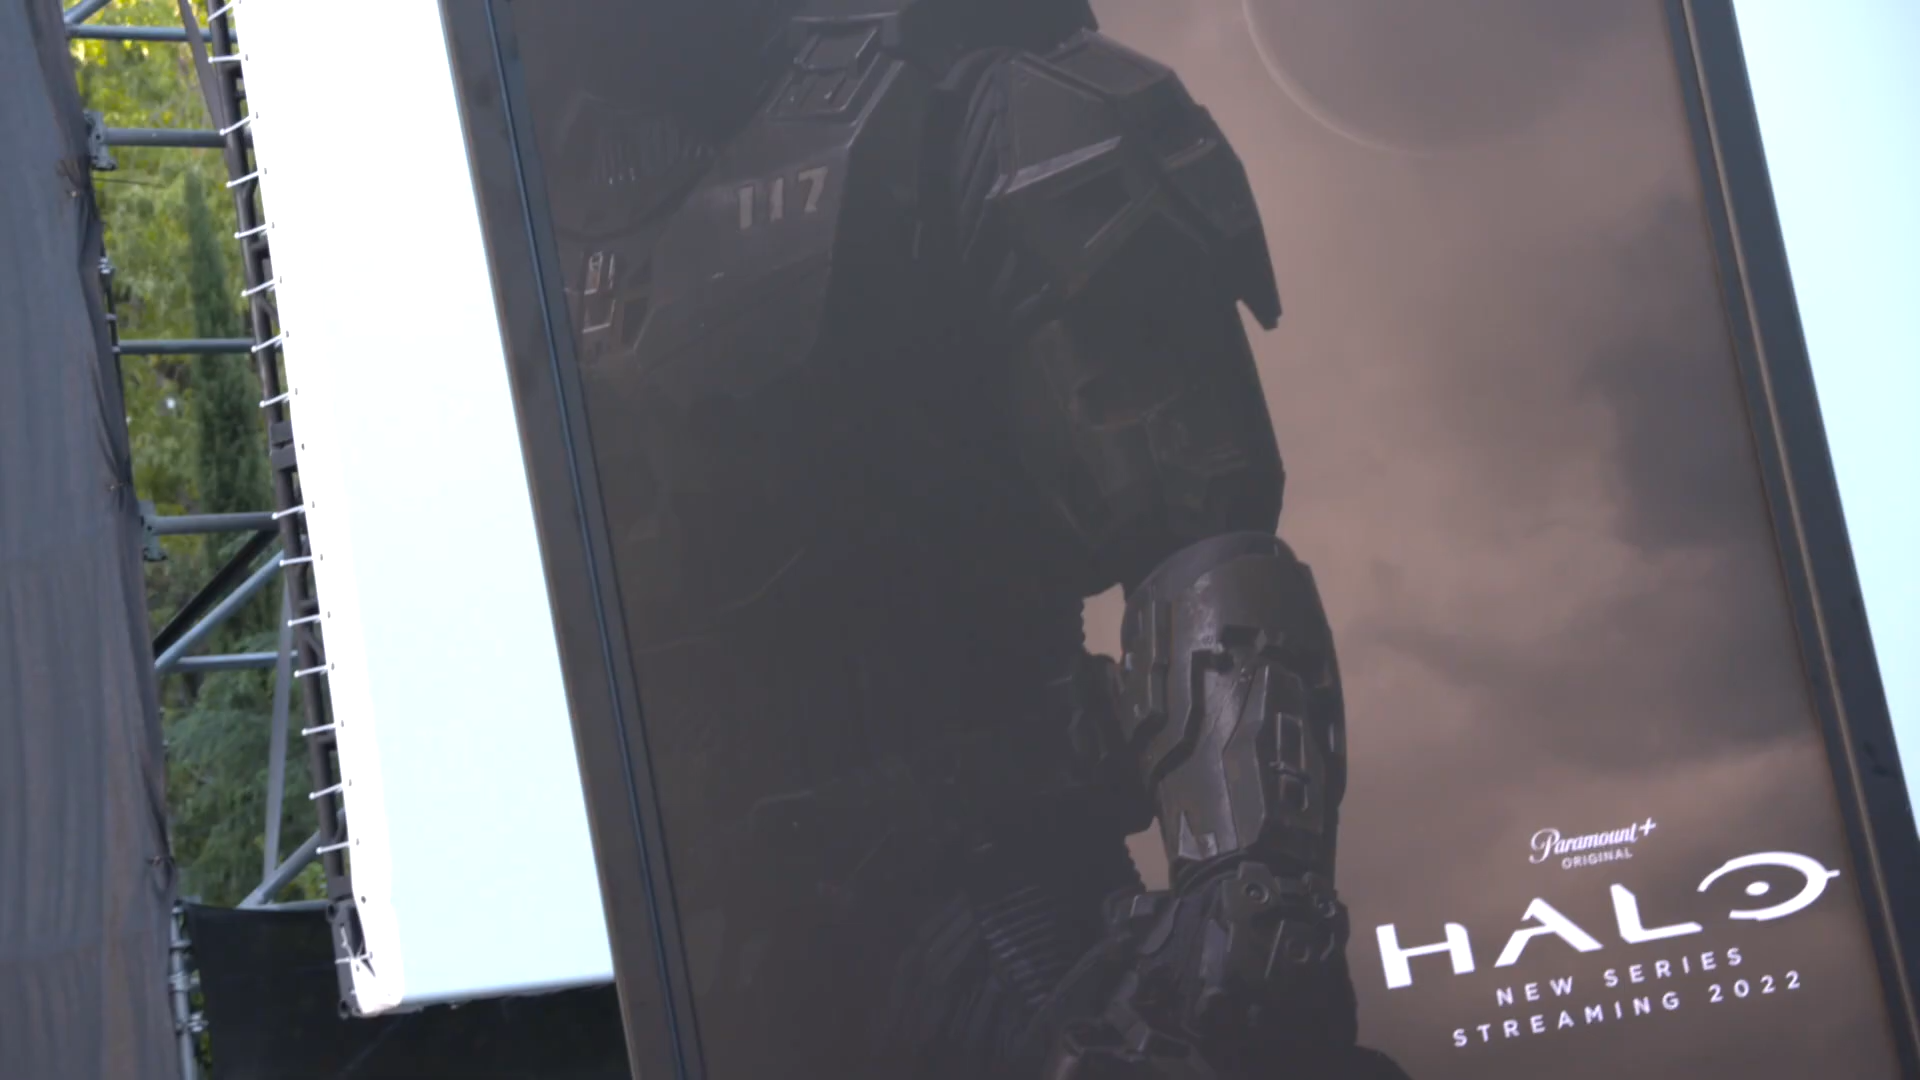 117
Paramount+
ORIGINAL
HALO
NEW SERIES
STREAMING 2022